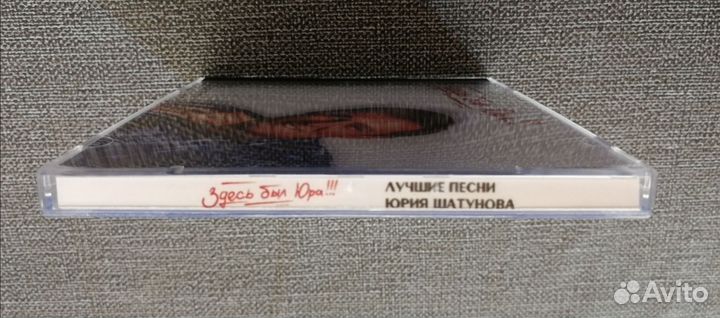 Здесь был Юра!!!
ЛУЧШИЕ ПЕСНИ
ЮРИЯ ШАТУНОВА
Avito